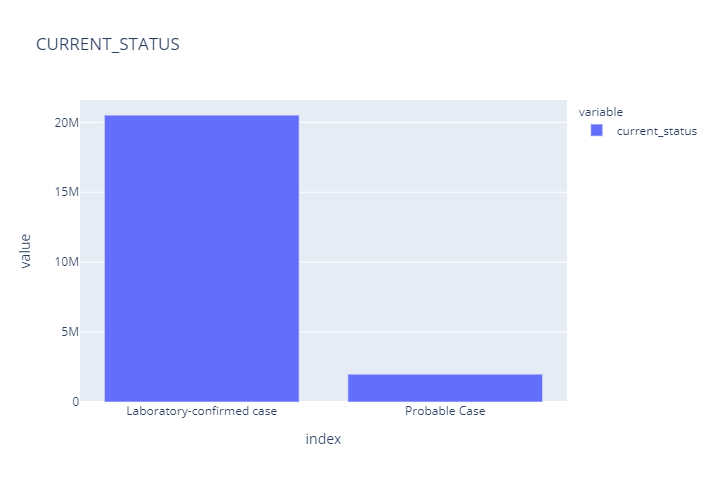 CURRENT_STATUS
variable
current_status
20M
15M
10M
5M
0
value
Laboratory-confirmed case
Probable Case
index